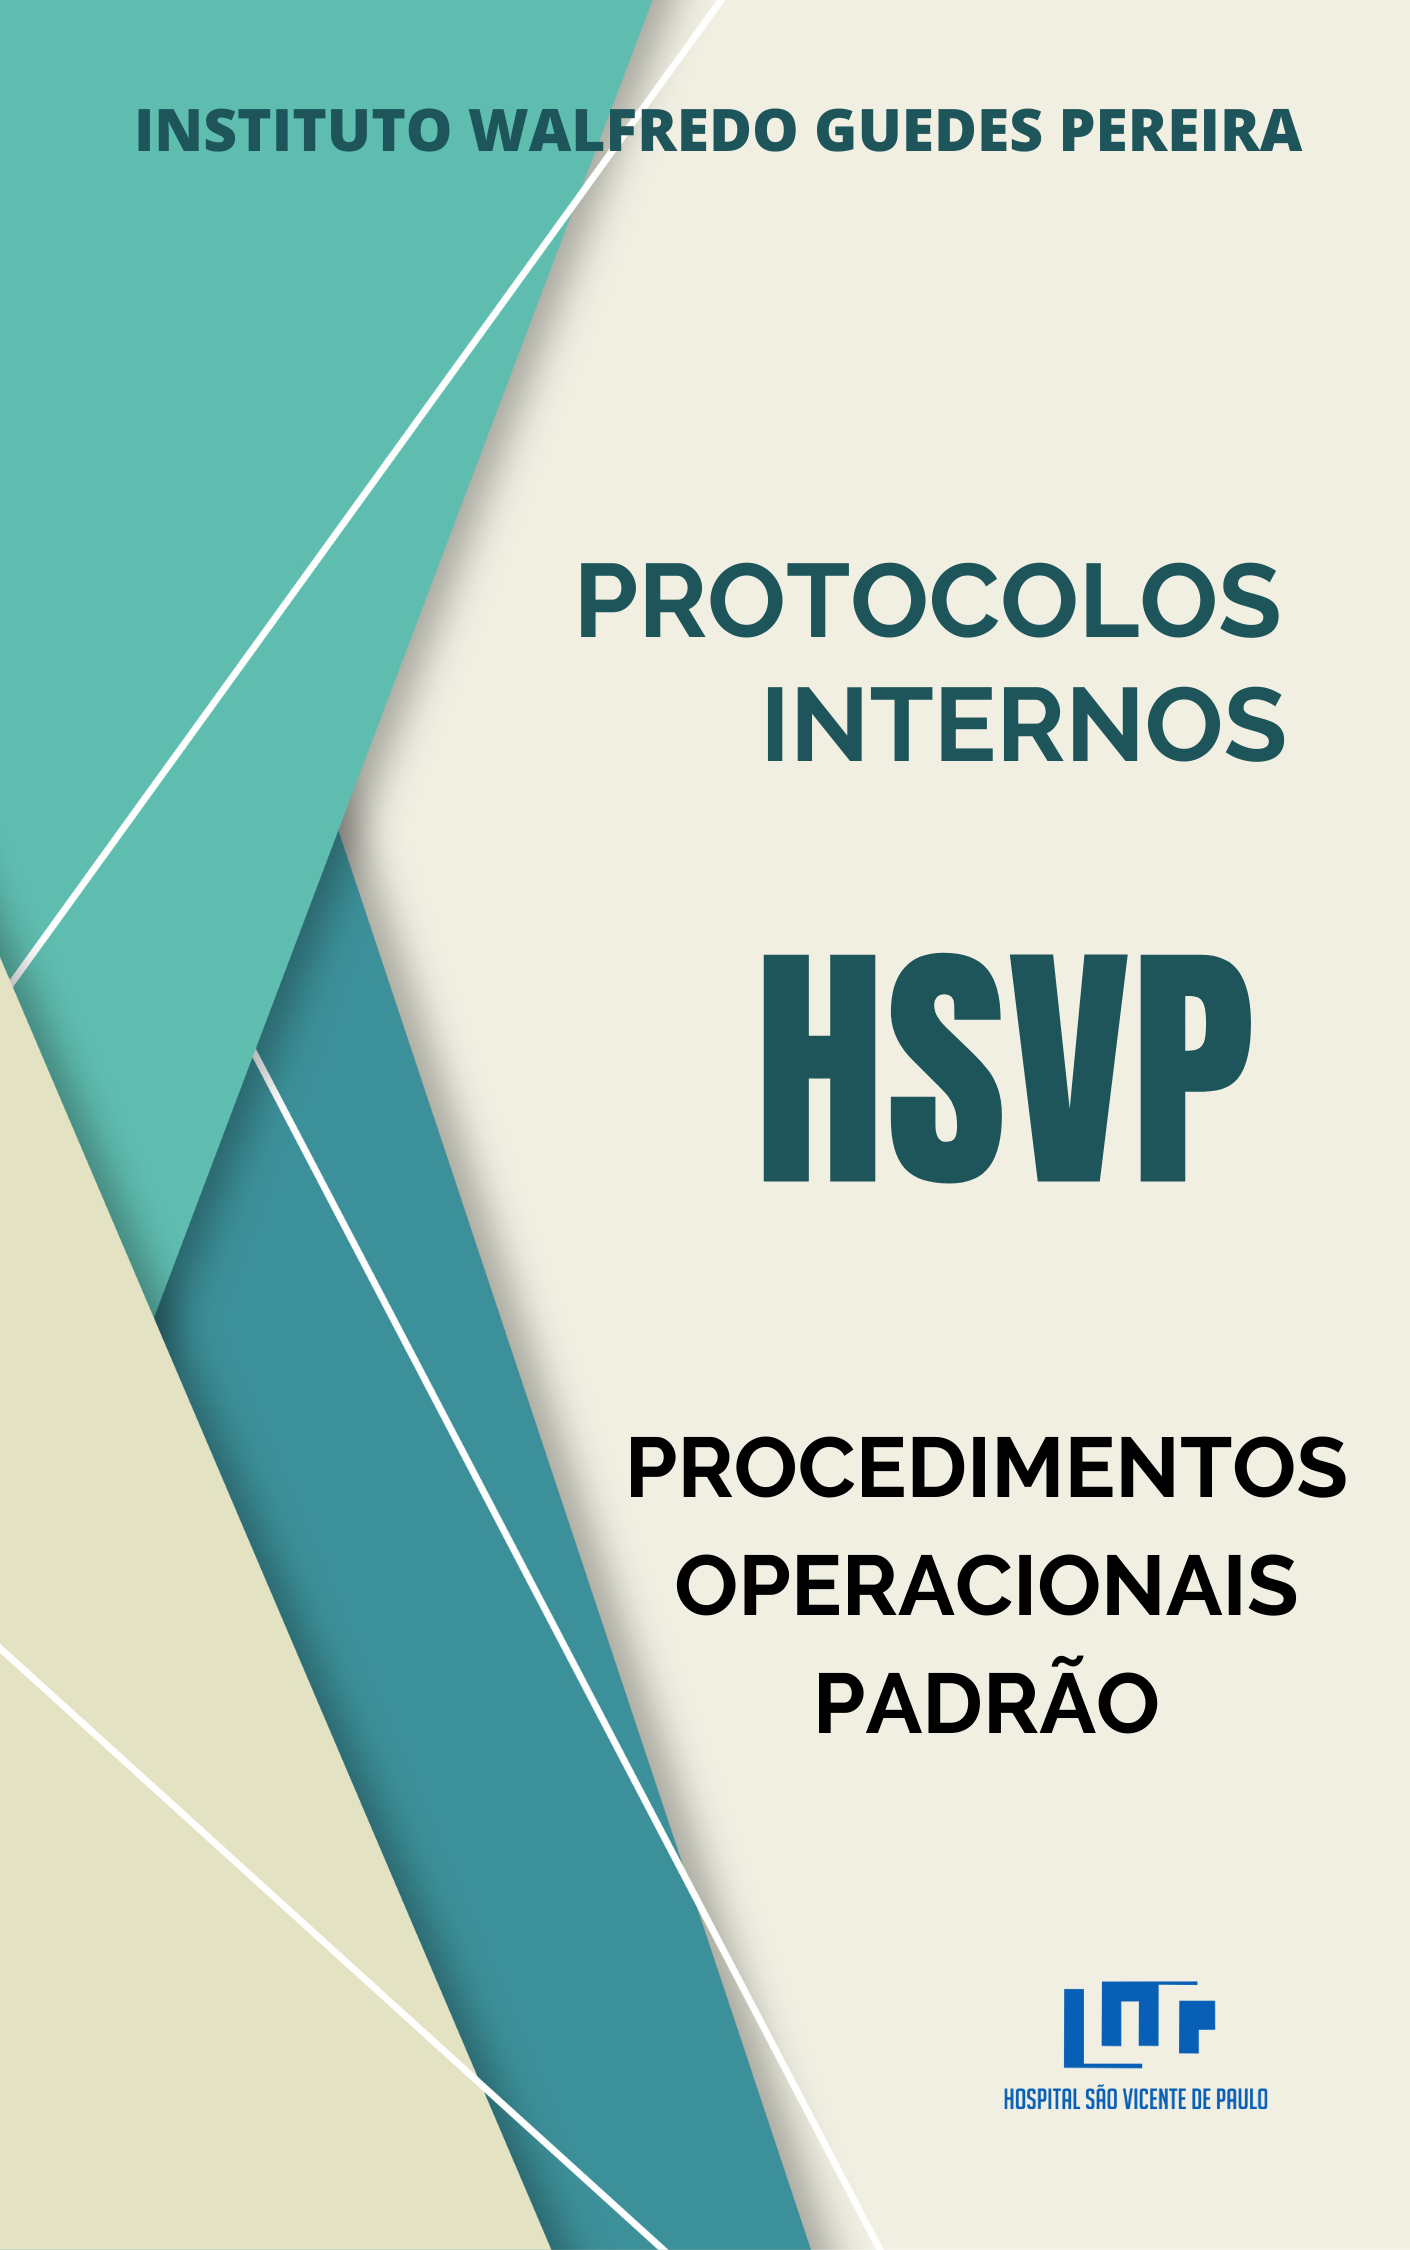 INSTITUTO WALFREDO GUEDES PEREIRA
PROTOCOLOS
INTERNOS
HSVP
PROCEDIMENTOS
OPERACIONAIS
PADRÃO
HOSPITAL SÃO VICENTE DE PAULO